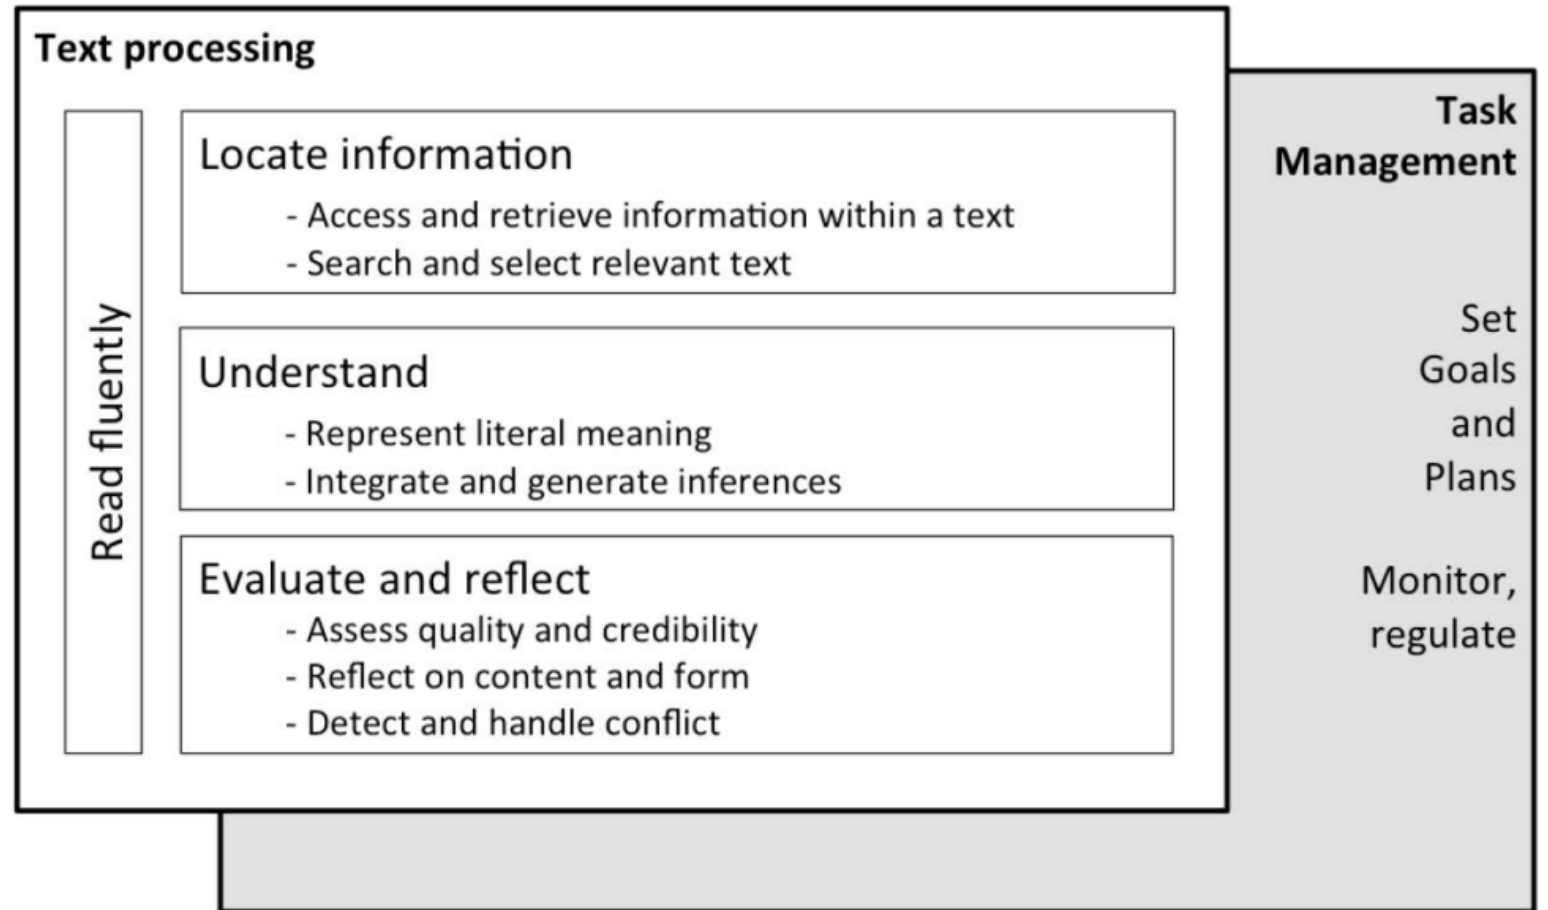 Text processing
Read fluently
Locate information
- Access and retrieve information within a text
- Search and select relevant text
Understand
- Represent literal meaning
- Integrate and generate inferences
Evaluate and reflect
- Assess quality and credibility
- Reflect on content and form
- Detect and handle conflict
Task
Management
Set
Goals
and
Plans
Monitor,
regulate